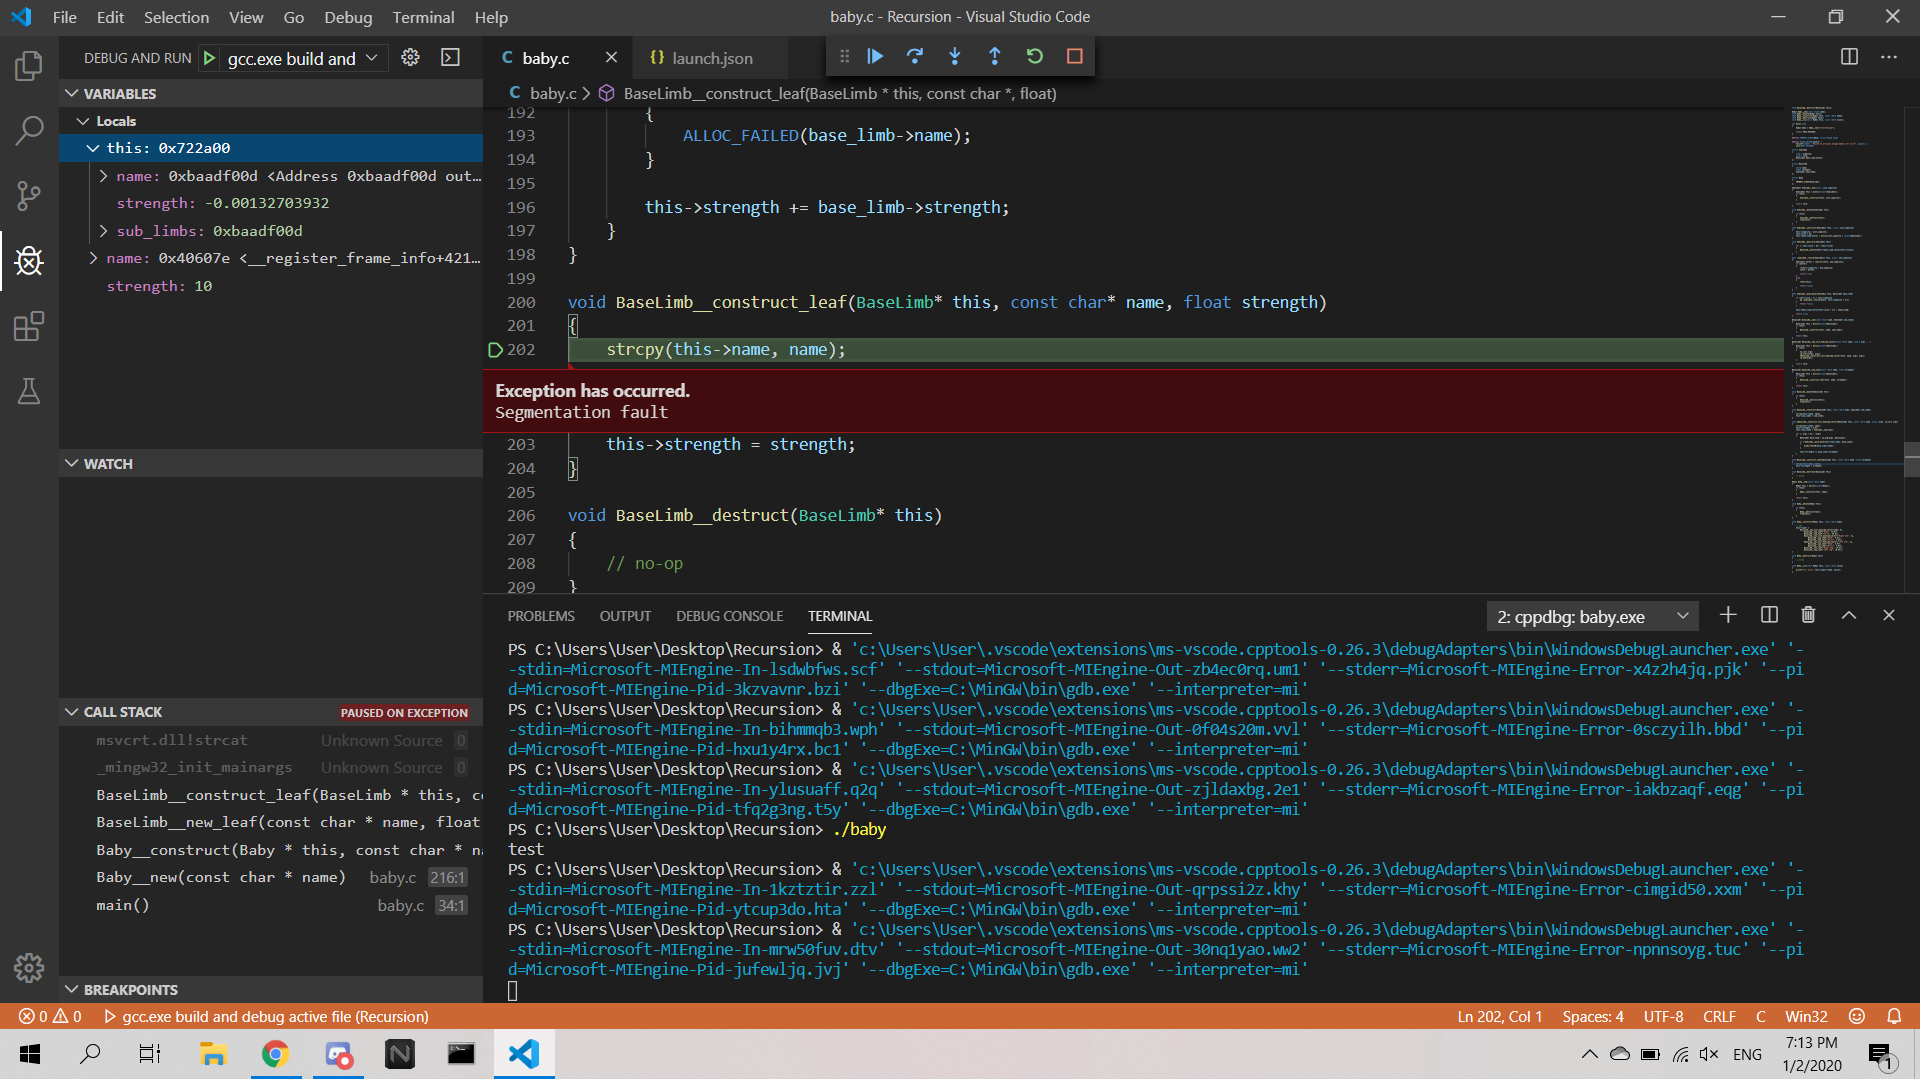 File Edit Selection View Go Debug Terminal Help
baby.c - Recursion - Visual Studio Code
DEBUG AND RUN gcc.exe build and
VARIABLES
Locals
this: 0x722a00
name: 0xbaadf00d <Address 0xbaadf00d out…
strength: -0.00132703932
sub_limbs: 0xbaadf00d
name: 0x40607e <__register_frame_info+421…
strength: 10
WATCH
CALL STACK PAUSED ON EXCEPTION
msvcrt.dll!strcat Unknown Source 0
_mingw32_init_mainargs Unknown Source 0
BaseLimb__construct_leaf(BaseLimb * this, co
BaseLimb__new_leaf(const char * name, float
Baby__construct(Baby * this, const char * na
Baby__new(const char * name) baby.c 216:1
main() baby.c 34:1
BREAKPOINTS
C baby.c {} launch.json
C baby.c > BaseLimb__construct_leaf(BaseLimb * this, const char *, float)
192 {
193 ALLOC_FAILED(base_limb->name);
194 }
195
196 this->strength += base_limb->strength;
197 }
198 }
199
200 void BaseLimb__construct_leaf(BaseLimb* this, const char* name, float strength)
201 {
202 strcpy(this->name, name);
Exception has occurred.
Segmentation fault
203 this->strength = strength;
204 }
205
206 void BaseLimb__destruct(BaseLimb* this)
207 {
208 // no-op
209 }
PROBLEMS OUTPUT DEBUG CONSOLE TERMINAL 2: cppdbg: baby.exe
PS C:\Users\User\Desktop\Recursion> & 'c:\Users\User\.vscode\extensions\ms-vscode.cpptools-0.26.3\debugAdapters\bin\WindowsDebugLauncher.exe' '-
-stdin=Microsoft-MIEngine-In-lsdwbfws.scf' '--stdout=Microsoft-MIEngine-Out-zb4ec0rq.um1' '--stderr=Microsoft-MIEngine-Error-x4z2h4jq.pjk' '--pi
d=Microsoft-MIEngine-Pid-3kzvavnr.bzi' '--dbgExe=C:\MinGW\bin\gdb.exe' '--interpreter=mi'
PS C:\Users\User\Desktop\Recursion> & 'c:\Users\User\.vscode\extensions\ms-vscode.cpptools-0.26.3\debugAdapters\bin\WindowsDebugLauncher.exe' '-
-stdin=Microsoft-MIEngine-In-bihmmqb3.wph' '--stdout=Microsoft-MIEngine-Out-0f04s20m.vvl' '--stderr=Microsoft-MIEngine-Error-0sczyilh.bbd' '--pi
d=Microsoft-MIEngine-Pid-hxu1y4rx.bc1' '--dbgExe=C:\MinGW\bin\gdb.exe' '--interpreter=mi'
PS C:\Users\User\Desktop\Recursion> & 'c:\Users\User\.vscode\extensions\ms-vscode.cpptools-0.26.3\debugAdapters\bin\WindowsDebugLauncher.exe' '-
-stdin=Microsoft-MIEngine-In-ylusuaff.q2q' '--stdout=Microsoft-MIEngine-Out-zjldaxbg.2e1' '--stderr=Microsoft-MIEngine-Error-iakbzaqf.eqg' '--pi
d=Microsoft-MIEngine-Pid-tfq2g3ng.t5y' '--dbgExe=C:\MinGW\bin\gdb.exe' '--interpreter=mi'
PS C:\Users\User\Desktop\Recursion> ./baby
test
PS C:\Users\User\Desktop\Recursion> & 'c:\Users\User\.vscode\extensions\ms-vscode.cpptools-0.26.3\debugAdapters\bin\WindowsDebugLauncher.exe' '-
-stdin=Microsoft-MIEngine-In-1kztztir.zzl' '--stdout=Microsoft-MIEngine-Out-qrpssi2z.khy' '--stderr=Microsoft-MIEngine-Error-cimgid50.xxm' '--pi
d=Microsoft-MIEngine-Pid-ytcup3do.hta' '--dbgExe=C:\MinGW\bin\gdb.exe' '--interpreter=mi'
PS C:\Users\User\Desktop\Recursion> & 'c:\Users\User\.vscode\extensions\ms-vscode.cpptools-0.26.3\debugAdapters\bin\WindowsDebugLauncher.exe' '-
-stdin=Microsoft-MIEngine-In-mrw50fuv.dtv' '--stdout=Microsoft-MIEngine-Out-30nq1yao.ww2' '--stderr=Microsoft-MIEngine-Error-npnnsoyg.tuc' '--pi
d=Microsoft-MIEngine-Pid-jufewljq.jvj' '--dbgExe=C:\MinGW\bin\gdb.exe' '--interpreter=mi'
0 0 gcc.exe build and debug active file (Recursion) Ln 202, Col 1 Spaces: 4 UTF-8 CRLF C Win32
ENG 7:13 PM
1/2/2020 1